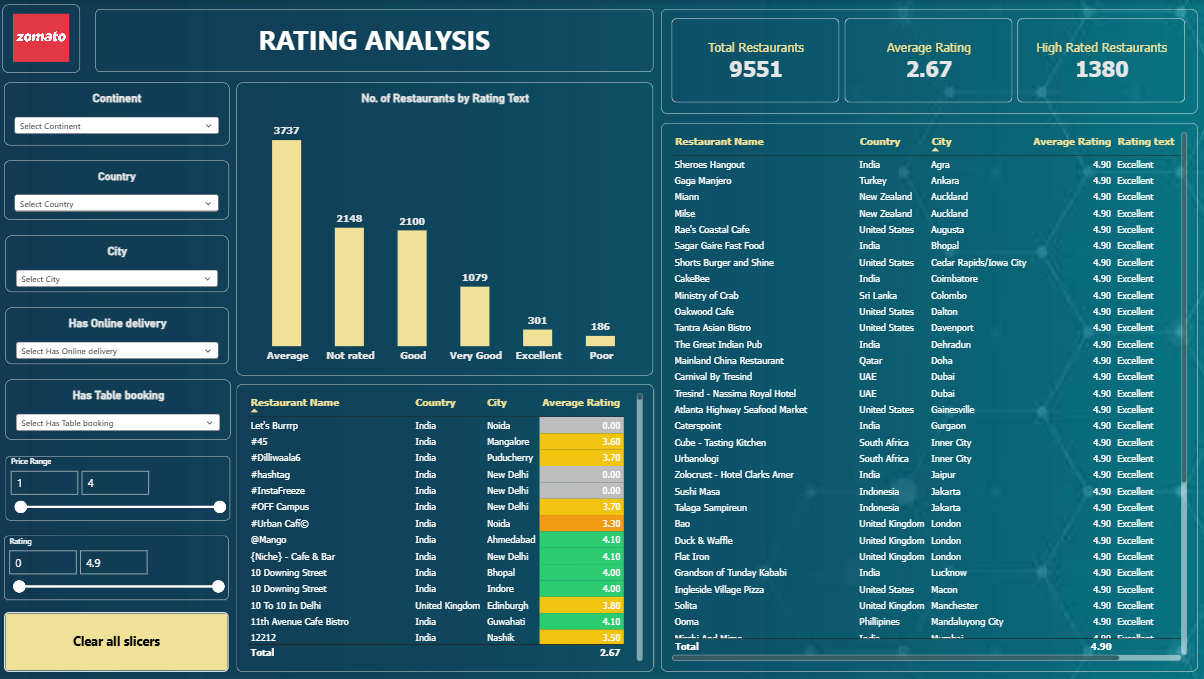 zomato
RATING ANALYSIS
Total Restaurants
9551
Average Rating
2.67
High Rated Restaurants
1380
Continent
Select Continent
Country
Select Country
City
Select City
Has Online delivery
Select Has Online delivery
Has Table booking
Select Has Table booking
Price Range
1 4
Rating
0 4.9
Clear all slicers
No. of Restaurants by Rating Text
3737 2148 2100 1079 301 186
Average Not rated Good Very Good Excellent Poor
Restaurant Name Country City Average Rating
Let's Burrrp India Noida 0.00
#45 India Mangalore 3.60
#Dilliwaala6 India Puducherry 3.70
#hashtag India New Delhi 0.00
#InstaFreeze India New Delhi 0.00
#OFF Campus India New Delhi 3.70
#Urban Caf㩠India Noida 3.30
@Mango India Ahmedabad 4.10
{Niche} - Cafe & Bar India New Delhi 4.10
10 Downing Street India Bhopal 4.00
10 Downing Street India Indore 4.00
10 To 10 In Delhi United Kingdom Edinburgh 3.80
11th Avenue Cafe Bistro India Guwahati 4.10
12212 India Nashik 3.50
Total 2.67
Restaurant Name Country City Average Rating Rating text
Sheroes Hangout India Agra 4.90 Excellent
Gaga Manjero Turkey Ankara 4.90 Excellent
Miann New Zealand Auckland 4.90 Excellent
Milse New Zealand Auckland 4.90 Excellent
Rae's Coastal Cafe United States Augusta 4.90 Excellent
Sagar Gaire Fast Food India Bhopal 4.90 Excellent
Shorts Burger and Shine United States Cedar Rapids/Iowa City 4.90 Excellent
CakeBee India Coimbatore 4.90 Excellent
Ministry of Crab Sri Lanka Colombo 4.90 Excellent
Oakwood Cafe United States Dalton 4.90 Excellent
Tantra Asian Bistro United States Davenport 4.90 Excellent
The Great Indian Pub India Dehradun 4.90 Excellent
Mainland China Restaurant Qatar Doha 4.90 Excellent
Carnival By Tresind UAE Dubai 4.90 Excellent
Tresind - Nassima Royal Hotel UAE Dubai 4.90 Excellent
Atlanta Highway Seafood Market United States Gainesville 4.90 Excellent
Caterspoint India Gurgaon 4.90 Excellent
Cube - Tasting Kitchen South Africa Inner City 4.90 Excellent
Urbanologi South Africa Inner City 4.90 Excellent
Zolocrust - Hotel Clarks Amer India Jaipur 4.90 Excellent
Sushi Masa Indonesia Jakarta 4.90 Excellent
Talaga Sampireun Indonesia Jakarta 4.90 Excellent
Bao United Kingdom London 4.90 Excellent
Duck & Waffle United Kingdom London 4.90 Excellent
Flat Iron United Kingdom London 4.90 Excellent
Grandson of Tunday Kababi India Lucknow 4.90 Excellent
Ingleside Village Pizza United States Macon 4.90 Excellent
Solita United Kingdom Manchester 4.90 Excellent
Ooma Phillipines Mandaluyong City 4.90 Excellent
India Mumbai 4.90 Excellent
Total 4.90